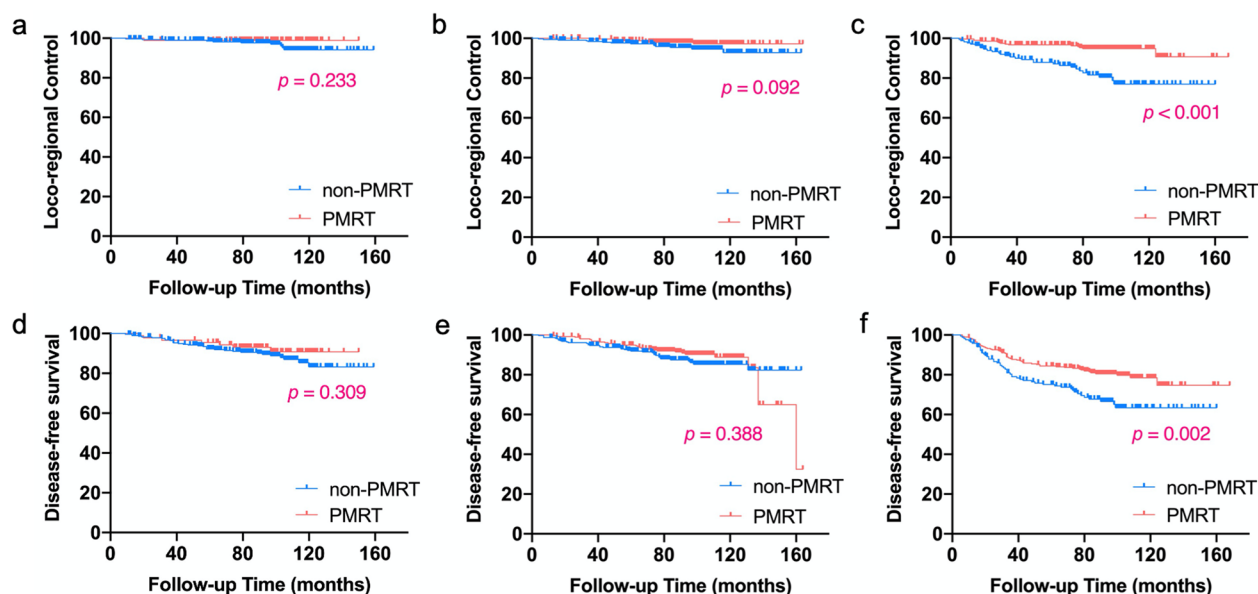 a
Loco-regional Control
100
80
60
40
20
0
p = 0.233
non-PMRT
PMRT
0 40 80 120 160
Follow-up Time (months)
b
Loco-regional Control
100
80
60
40
20
0
p = 0.092
non-PMRT
PMRT
0 40 80 120 160
Follow-up Time (months)
c
Loco-regional Control
100
80
60
40
20
0
p < 0.001
non-PMRT
PMRT
0 40 80 120 160
Follow-up Time (months)
d
Disease-free survival
100
80
60
40
20
0
p = 0.309
non-PMRT
PMRT
0 40 80 120 160
Follow-up Time (months)
e
Disease-free survival
100
80
60
40
20
0
p = 0.388
non-PMRT
PMRT
0 40 80 120 160
Follow-up Time (months)
f
Disease-free survival
100
80
60
40
20
0
p = 0.002
non-PMRT
PMRT
0 40 80 120 160
Follow-up Time (months)